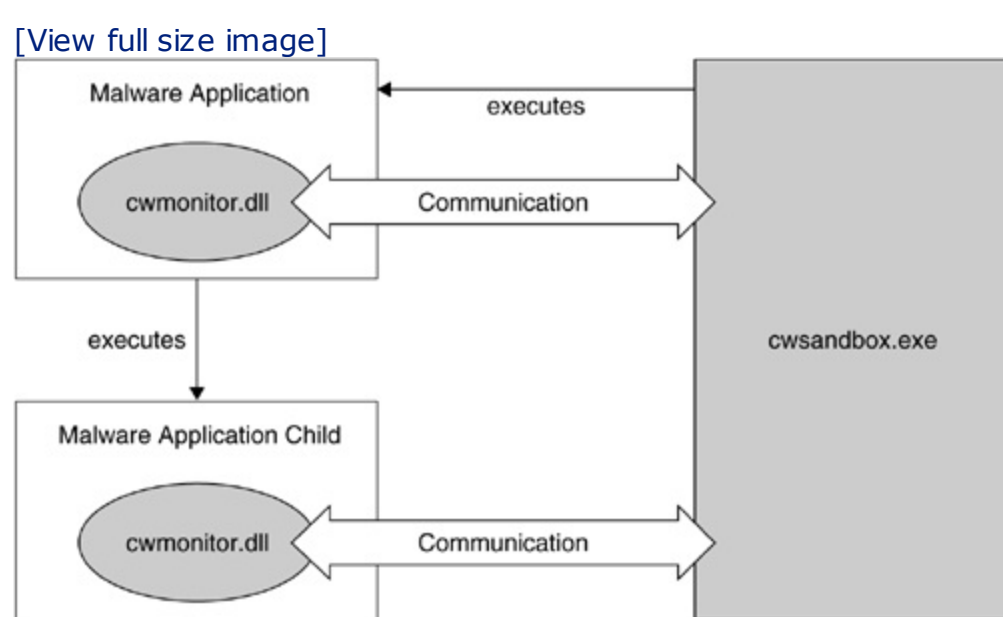 [View full size image]
Malware Application
executes
cwmonitor.dll
Communication
executes
cwsandbox.exe
Malware Application Child
cwmonitor.dll
Communication